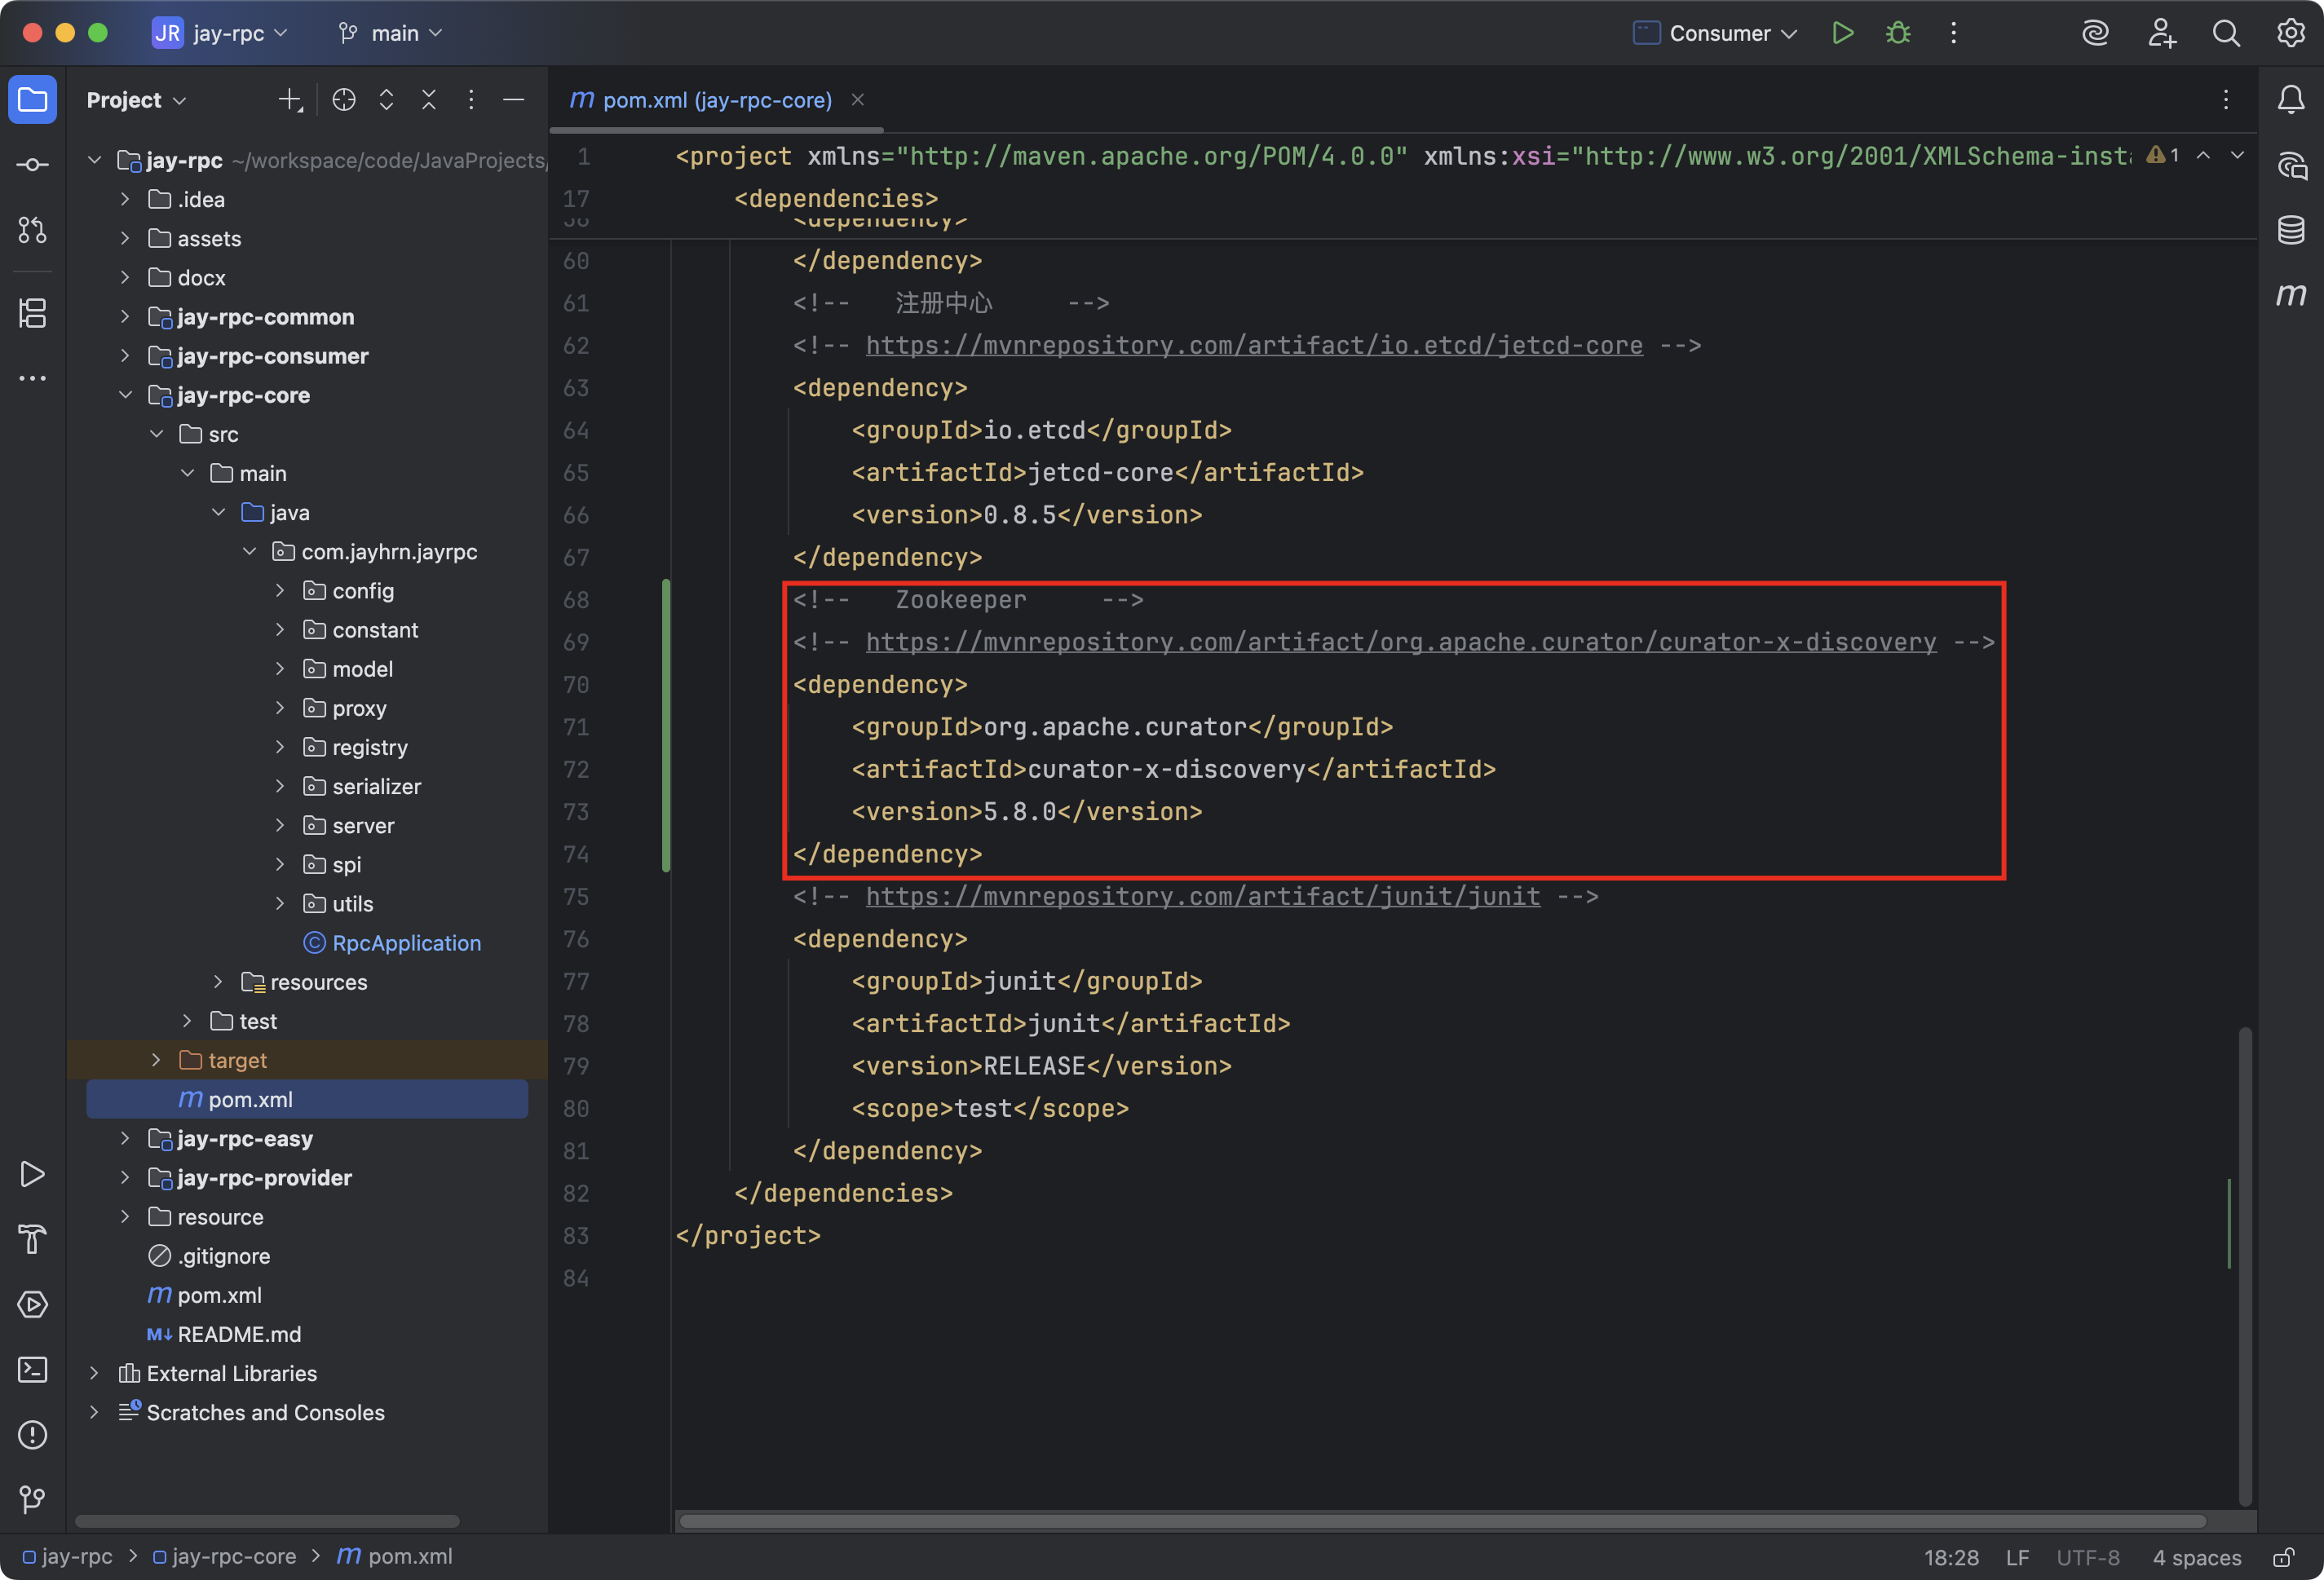 JR jay-rpc main Consumer
Project
pom.xml (jay-rpc-core)
jay-rpc ~/workspace/code/JavaProjects/
.idea
assets
docx
jay-rpc-common
jay-rpc-consumer
jay-rpc-core
src
main
java
com.jayhrn.jayrpc
config
constant
model
proxy
registry
serializer
server
spi
utils
RpcApplication
resources
test
target
pom.xml
jay-rpc-easy
jay-rpc-provider
resource
.gitignore
pom.xml
README.md
External Libraries
Scratches and Consoles
1 <project xmlns="http://maven.apache.org/POM/4.0.0" xmlns:xsi="http://www.w3.org/2001/XMLSchema-insta 1
17 <dependencies>
<dependency>
60 </dependency>
61 <!-- 注册中心 -->
62 <!-- https://mvnrepository.com/artifact/io.etcd/jetcd-core -->
63 <dependency>
64 <groupId>io.etcd</groupId>
65 <artifactId>jetcd-core</artifactId>
66 <version>0.8.5</version>
67 </dependency>
68 <!-- Zookeeper -->
69 <!-- https://mvnrepository.com/artifact/org.apache.curator/curator-x-discovery -->
70 <dependency>
71 <groupId>org.apache.curator</groupId>
72 <artifactId>curator-x-discovery</artifactId>
73 <version>5.8.0</version>
74 </dependency>
75 <!-- https://mvnrepository.com/artifact/junit/junit -->
76 <dependency>
77 <groupId>junit</groupId>
78 <artifactId>junit</artifactId>
79 <version>RELEASE</version>
80 <scope>test</scope>
81 </dependency>
82 </dependencies>
83 </project>
84
jay-rpc > jay-rpc-core > pom.xml
18:28 LF UTF-8 4 spaces